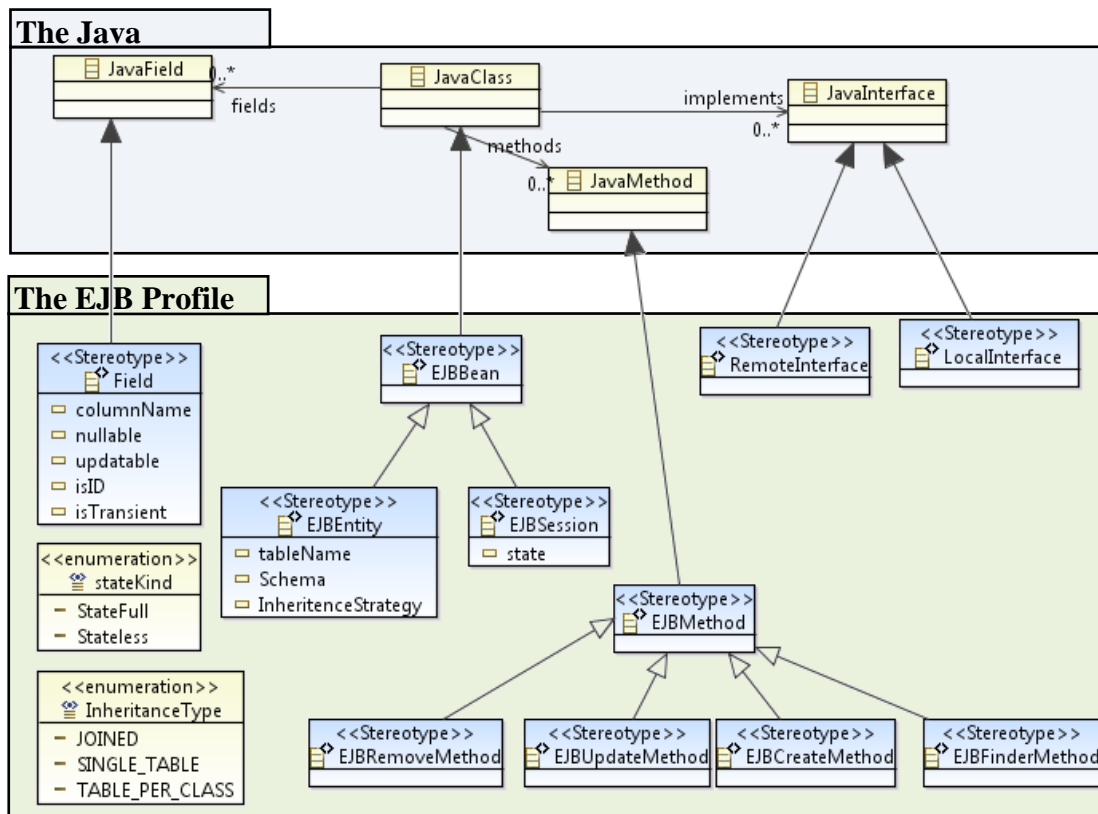 The Java
JavaField
JavaClass
JavaInterface
0..*
fields
implements
0..*
methods
0..*
JavaMethod
The EJB Profile
<<Stereotype>>
Field
columnName
nullable
updatable
isID
isTransient
<<Stereotype>>
EJBBean
<<Stereotype>>
RemoteInterface
<<Stereotype>>
LocalInterface
<<Stereotype>>
EJBEntity
tableName
Schema
InheritenceStrategy
<<Stereotype>>
EJBSession
state
<<enumeration>>
stateKind
StateFull
Stateless
<<Stereotype>>
EJBMethod
<<enumeration>>
InheritanceType
JOINED
SINGLE_TABLE
TABLE_PER_CLASS
<<Stereotype>>
EJBRemoveMethod
<<Stereotype>>
EJBUpdateMethod
<<Stereotype>>
EJBCreateMethod
<<Stereotype>>
EJBFinderMethod